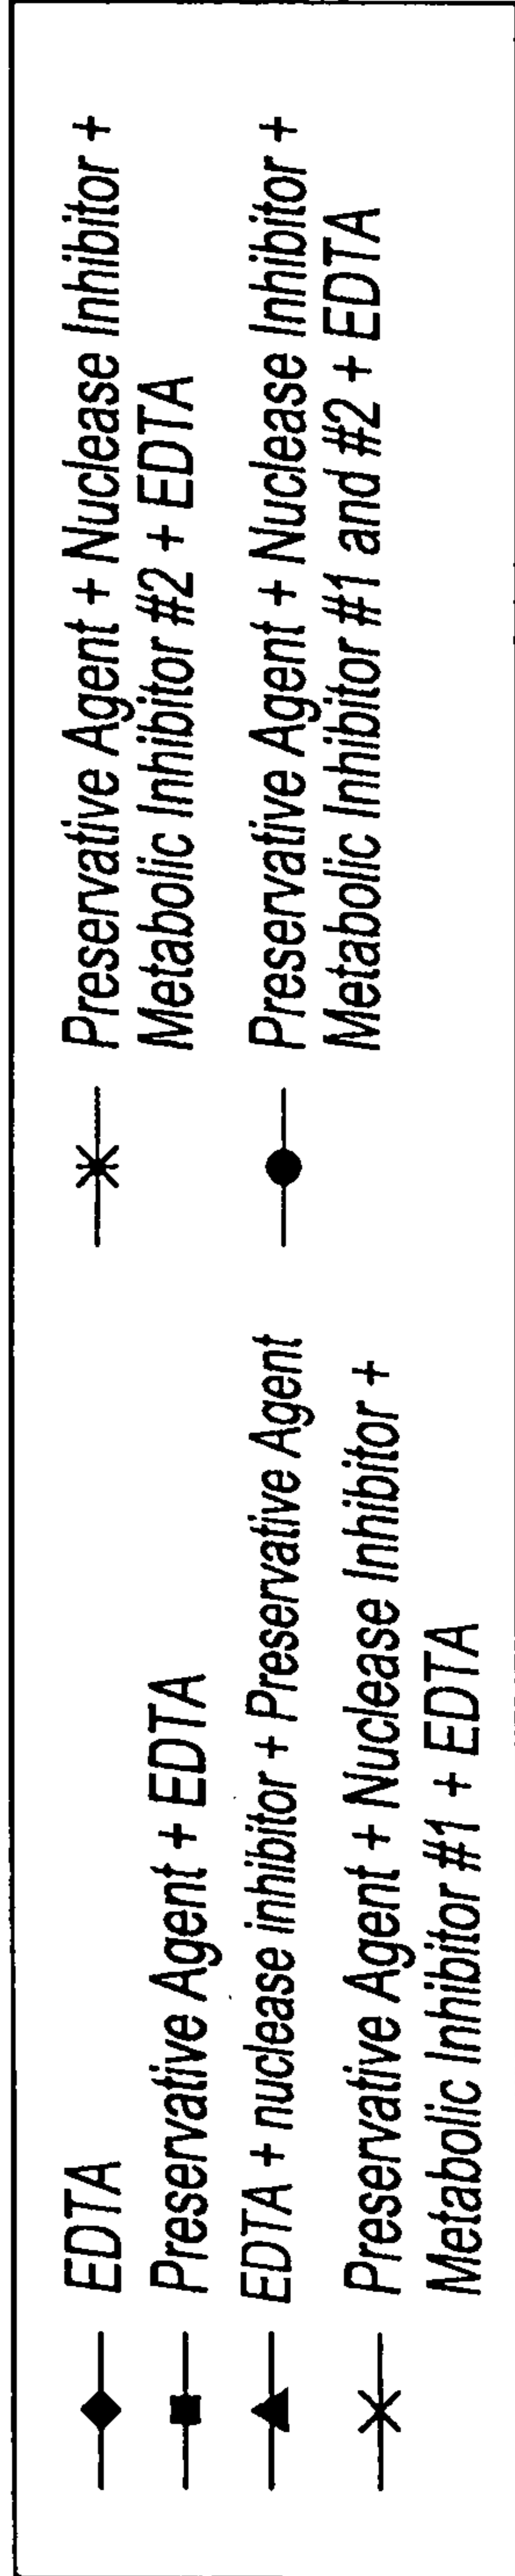 EDTA
Preservative Agent + EDTA
EDTA + nuclease inhibitor + Preservative Agent
Preservative Agent + Nuclease Inhibitor +
Metabolic Inhibitor #1 + EDTA
Preservative Agent + Nuclease Inhibitor +
Metabolic Inhibitor #2 + EDTA
Preservative Agent + Nuclease Inhibitor +
Metabolic Inhibitor #1 and #2 + EDTA